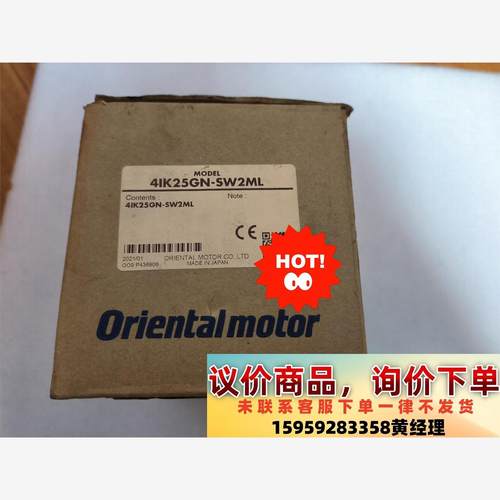 MODEL
4IK25GN-SW2ML
Contents :
Note :
4IK25GN-SW2ML
CE
2021/01
ORIENTAL MOTOR CO.,LTD.
MADE IN JAPAN
HOT!
Orientalmotor
议价商品，询价下单
未联系客服下单一律不发货
15959283358黄经理